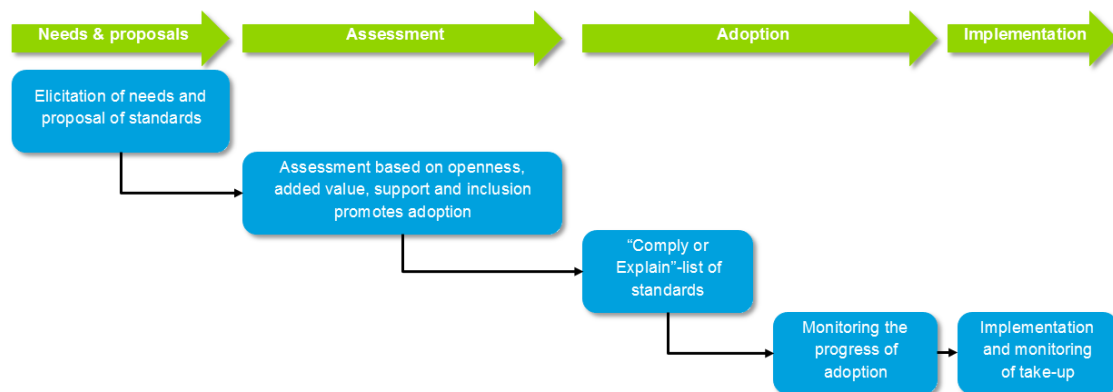 Needs & proposals
Assessment
Adoption
Implementation
Elicitation of needs and
proposal of standards
Assessment based on openness,
added value, support and inclusion
promotes adoption
“Comply or
Explain”-list of
standards
Monitoring the
progress of
adoption
Implementation
and monitoring
of take-up